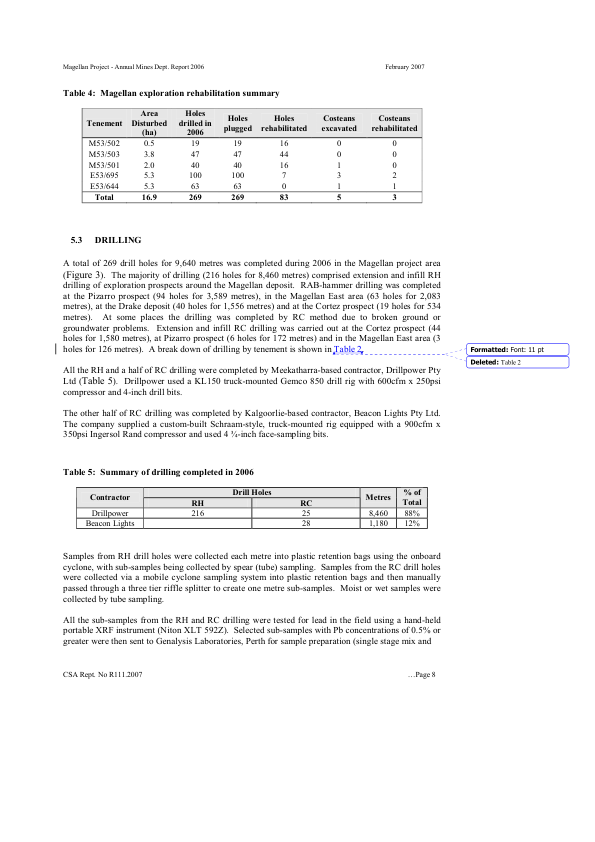 Magellan Project - Annual Mines Dept. Report 2006 February 2007
Table 4: Magellan exploration rehabilitation summary
Tenement Area Disturbed (ha) Holes drilled in 2006 Holes plugged Holes rehabilitated Costeans excavated Costeans rehabilitated
M53/502 0.5 19 19 16 0 0
M53/503 3.8 47 47 44 0 0
M53/501 2.0 40 40 16 1 0
E53/695 5.3 100 100 7 3 2
E53/644 5.3 63 63 0 1 1
Total 16.9 269 269 83 5 3
5.3 DRILLING
A total of 269 drill holes for 9,640 metres was completed during 2006 in the Magellan project area
(Figure 3). The majority of drilling (216 holes for 8,460 metres) comprised extension and infill RH
drilling of exploration prospects around the Magellan deposit. RAB-hammer drilling was completed
at the Pizarro prospect (94 holes for 3,589 metres), in the Magellan East area (63 holes for 2,083
metres), at the Drake deposit (40 holes for 1,556 metres) and at the Cortez prospect (19 holes for 534
metres). At some places the drilling was completed by RC method due to broken ground or
groundwater problems. Extension and infill RC drilling was carried out at the Cortez prospect (44
holes for 1,580 metres), at Pizarro prospect (6 holes for 172 metres) and in the Magellan East area (3
holes for 126 metres). A break down of drilling by tenement is shown in Table 2.
Formatted: Font: 11 pt
Deleted: Table 2
All the RH and a half of RC drilling were completed by Meekatharra-based contractor, Drillpower Pty
Ltd (Table 5). Drillpower used a KL150 truck-mounted Gemco 850 drill rig with 600cfm x 250psi
compressor and 4-inch drill bits.
The other half of RC drilling was completed by Kalgoorlie-based contractor, Beacon Lights Pty Ltd.
The company supplied a custom-built Schraam-style, truck-mounted rig equipped with a 900cfm x
350psi Ingersol Rand compressor and used 4 ¾-inch face-sampling bits.
Table 5: Summary of drilling completed in 2006
Contractor Drill Holes Metres % of Total
RH RC
Drillpower 216 25 8,460 88%
Beacon Lights 28 1,180 12%
Samples from RH drill holes were collected each metre into plastic retention bags using the onboard
cyclone, with sub-samples being collected by spear (tube) sampling. Samples from the RC drill holes
were collected via a mobile cyclone sampling system into plastic retention bags and then manually
passed through a three tier riffle splitter to create one metre sub-samples. Moist or wet samples were
collected by tube sampling.
All the sub-samples from the RH and RC drilling were tested for lead in the field using a hand-held
portable XRF instrument (Niton XLT 592Z). Selected sub-samples with Pb concentrations of 0.5% or
greater were then sent to Genalysis Laboratories, Perth for sample preparation (single stage mix and
CSA Rept. No R111.2007 …Page 8